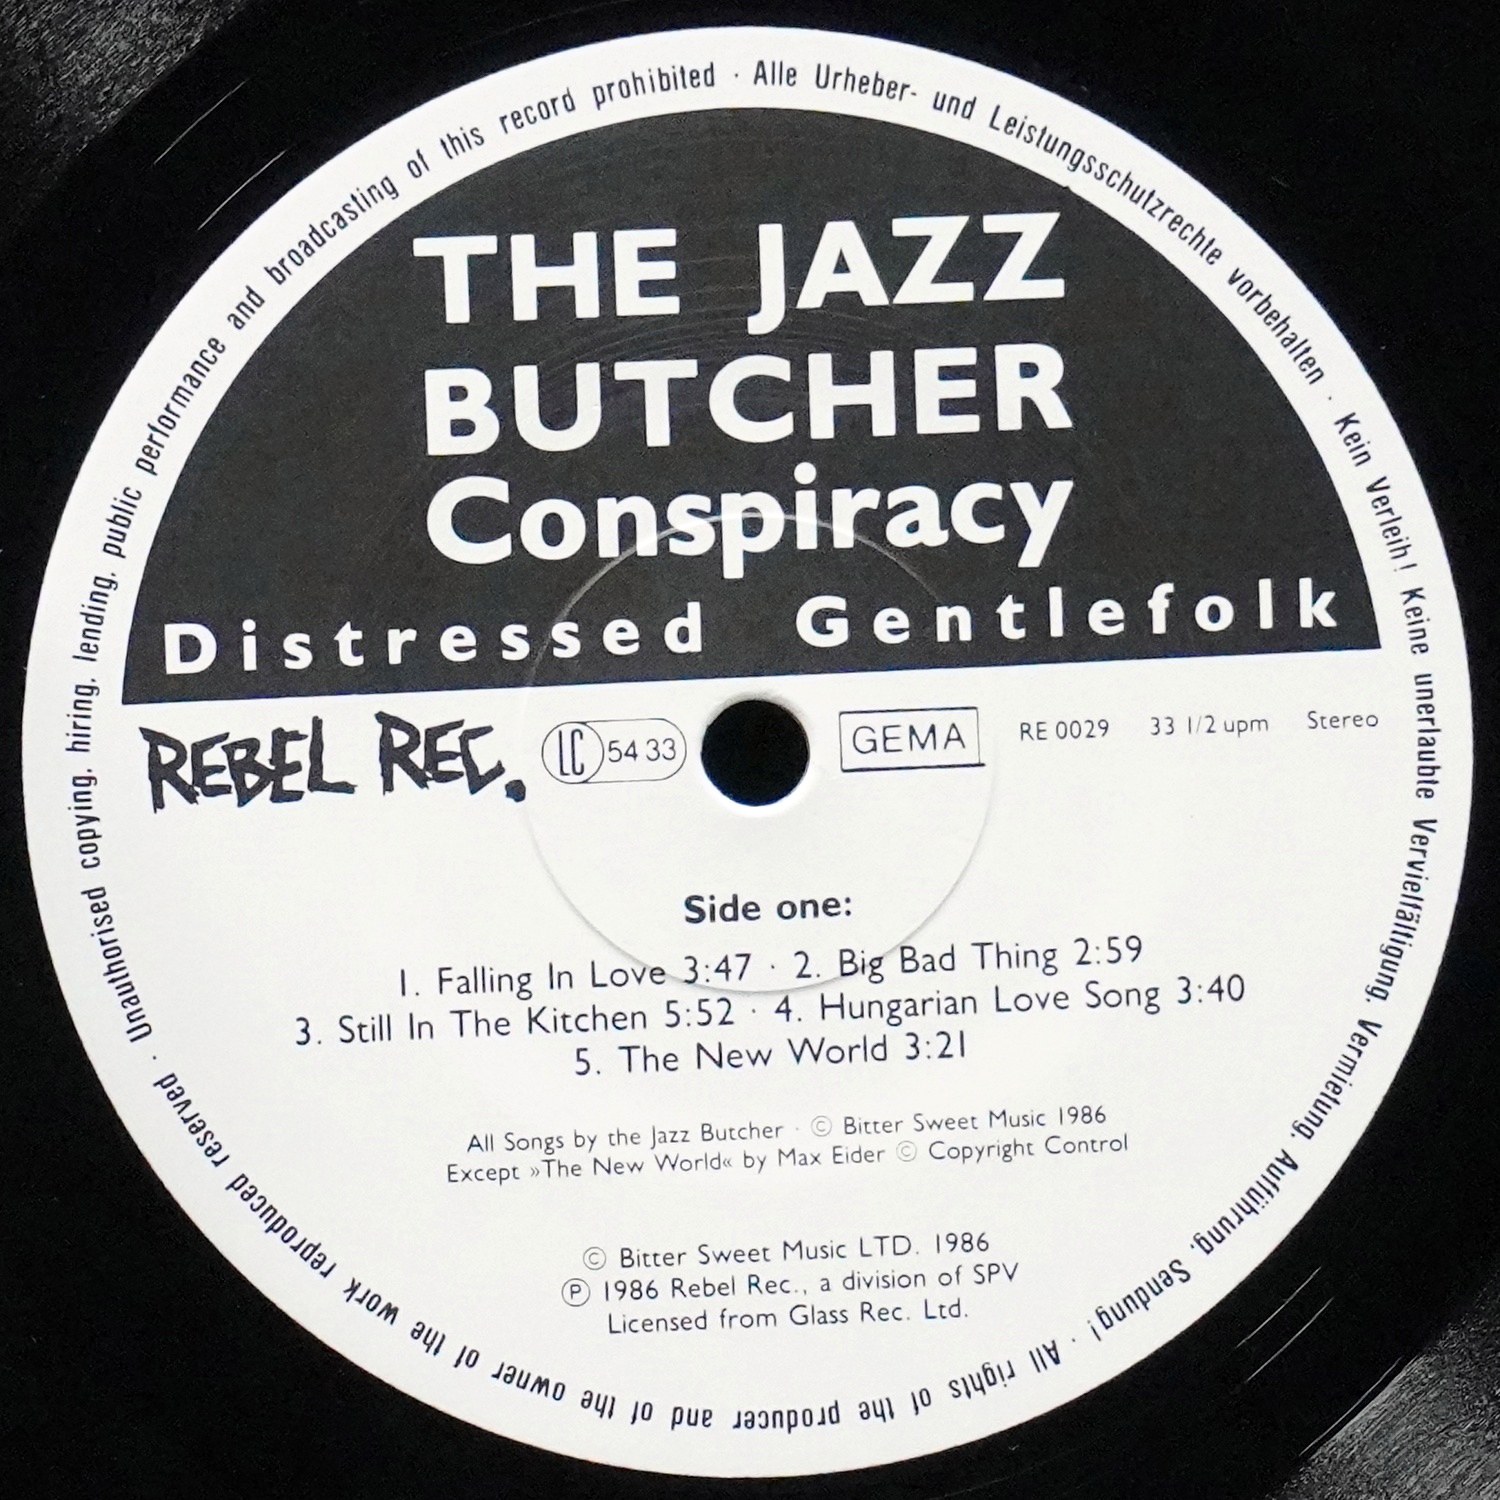 THE JAZZ
BUTCHER
Conspiracy
Distressed Gentlefolk
REBEL REC. LC 5433 GEMA RE 0029 33 1/2 upm Stereo
Side one:
1. Falling In Love 3:47 · 2. Big Bad Thing 2:59
3. Still In The Kitchen 5:52 · 4. Hungarian Love Song 3:40
5. The New World 3:21
All Songs by the Jazz Butcher · © Bitter Sweet Music 1986
Except »The New World« by Max Eider © Copyright Control
© Bitter Sweet Music LTD. 1986
℗ 1986 Rebel Rec., a division of SPV
Licensed from Glass Rec. Ltd.
Alle Urheber- und Leistungsschutzrechte vorbehalten · Kein Verleih! Keine unerlaubte Vervielfältigung, Vermietung, Aufführung, Sendung! · All rights of the producer and of the owner of the work reproduced reserved · Unauthorised copying, hiring, lending, public performance and broadcasting of this record prohibited ·